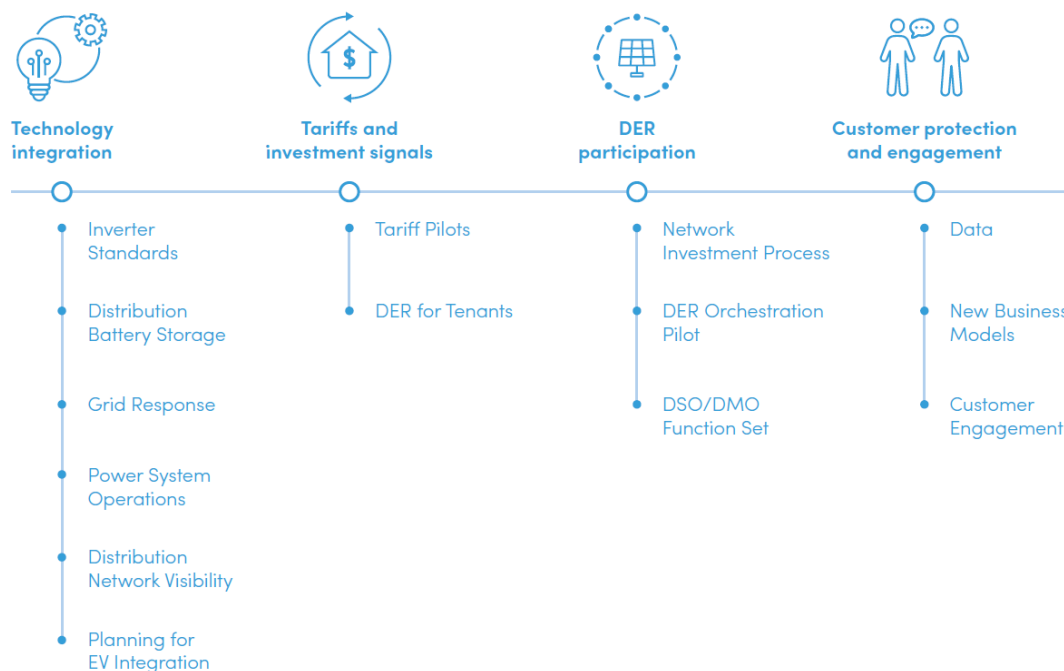 $
Technology
integration
Tariffs and
investment signals
DER
participation
Customer protection
and engagement
Inverter
Standards
Distribution
Battery Storage
Grid Response
Power System
Operations
Distribution
Network Visibility
Planning for
EV Integration
Tariff Pilots
DER for Tenants
Network
Investment Process
DER Orchestration
Pilot
DSO/DMO
Function Set
Data
New Business
Models
Customer
Engagement